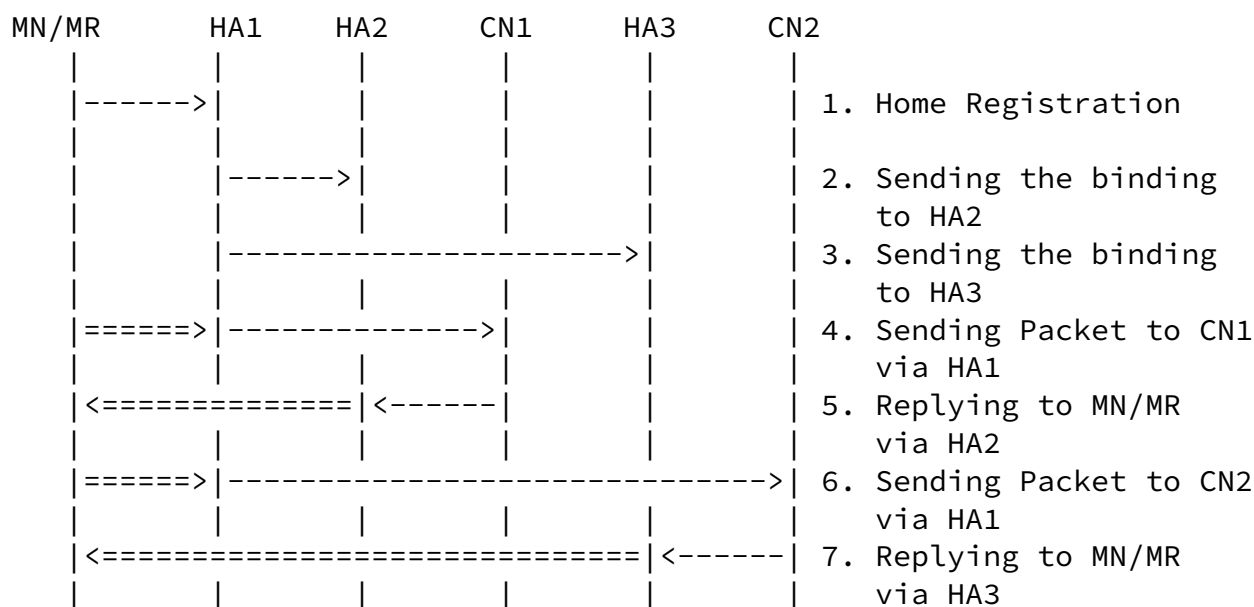 MN/MR HA1 HA2 CN1 HA3 CN2
1. Home Registration
2. Sending the binding
to HA2
3. Sending the binding
to HA3
4. Sending Packet to CN1
via HA1
5. Replying to MN/MR
via HA2
6. Sending Packet to CN2
via HA1
7. Replying to MN/MR
via HA3